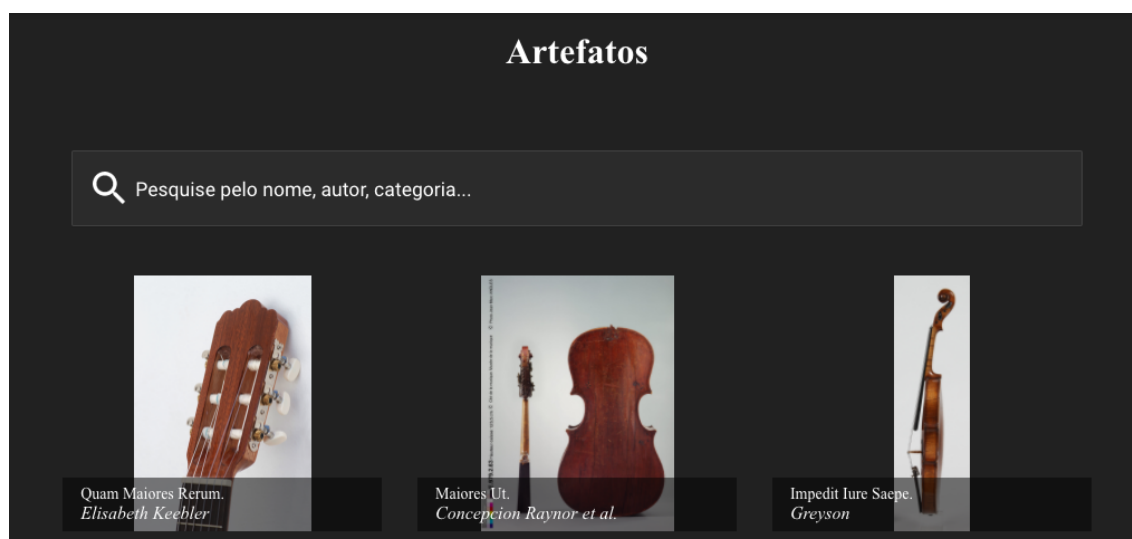 Artefatos
Pesquise pelo nome, autor, categoria...
Quam Maiores Rerum.
Elisabeth Keebler
Maiores Ut.
Concepcion Raynor et al.
Impedit Iure Saepe.
Greyson